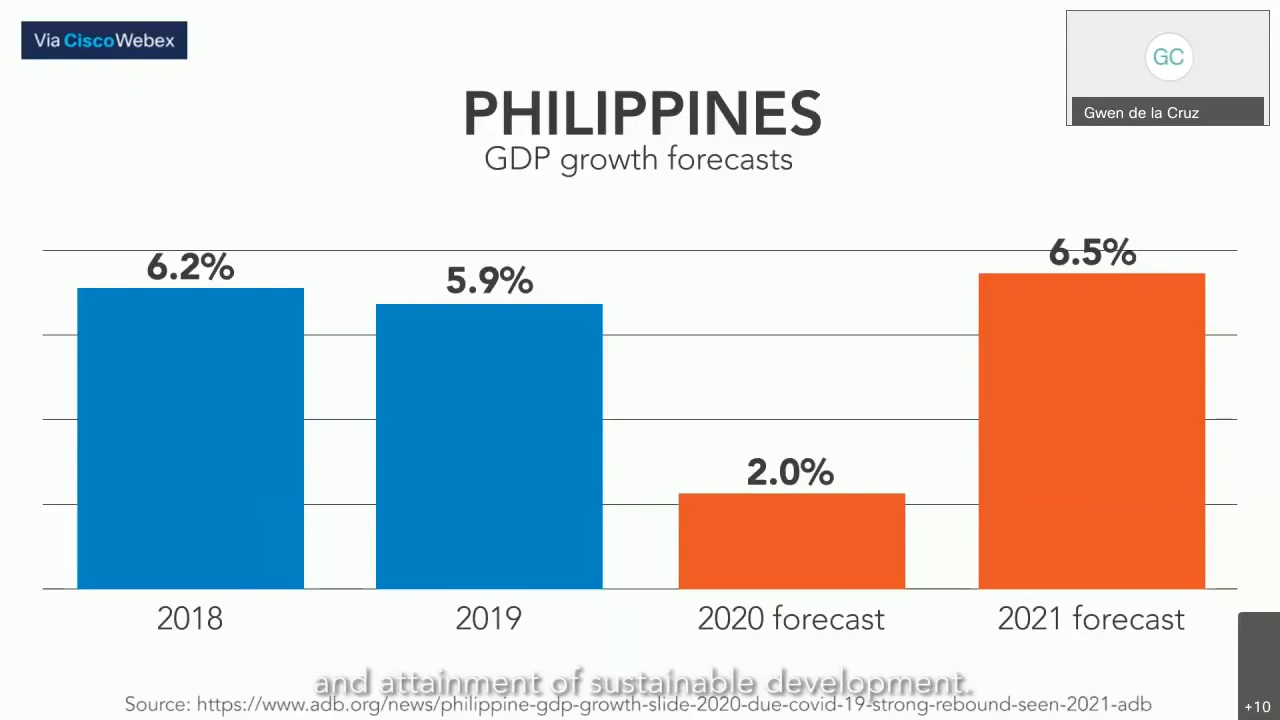 Via CiscoWebex
GC
Gwen de la Cruz
PHILIPPINES
GDP growth forecasts
6.2%
5.9%
2.0%
6.5%
2018
2019
2020 forecast
2021 forecast
and attainment of sustainable development.
Source: https://www.adb.org/news/philippine-gdp-growth-slide-2020-due-covid-19-strong-rebound-seen-2021-adb
+10